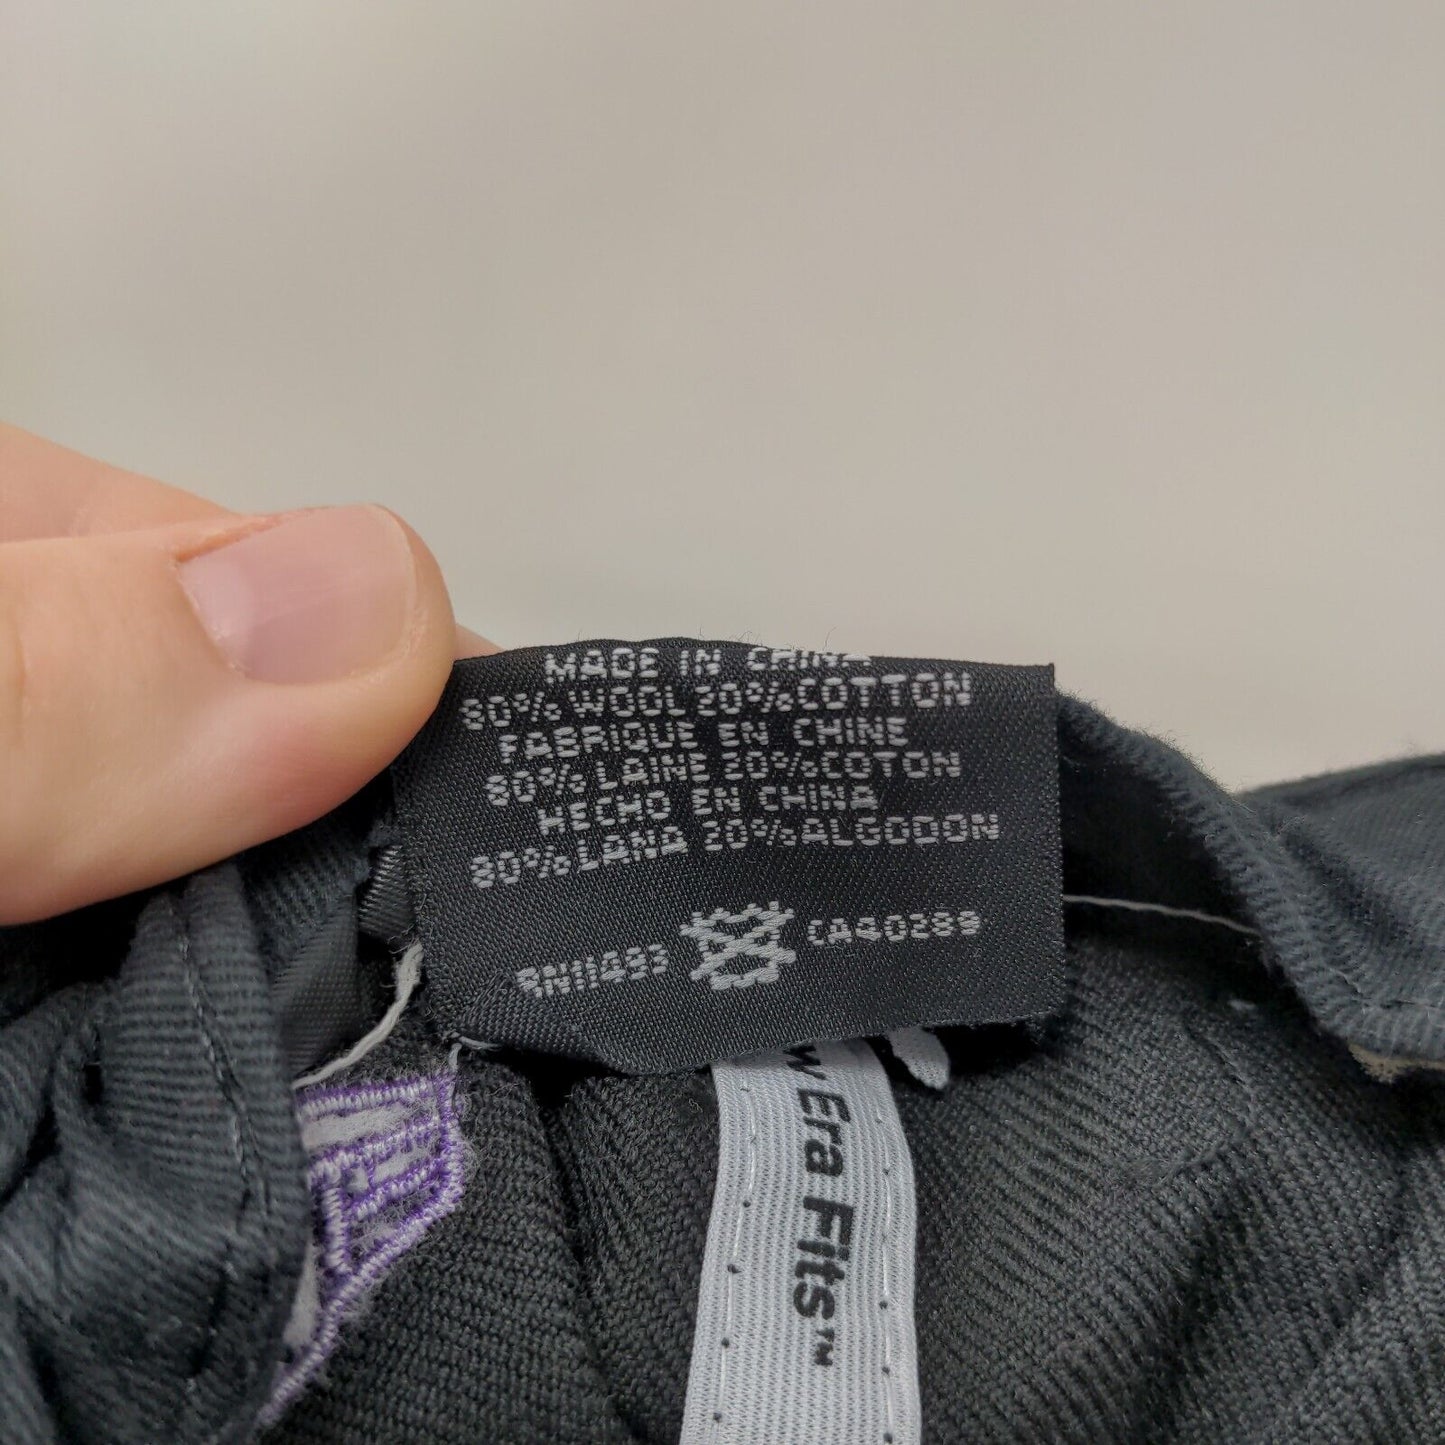 MADE IN CHINA
80% WOOL 20% COTTON
FABRIQUE EN CHINE
80% LAINE 20% COTON
HECHO EN CHINA
80% LANA 20% ALGODON
CA40289
Era Fits™